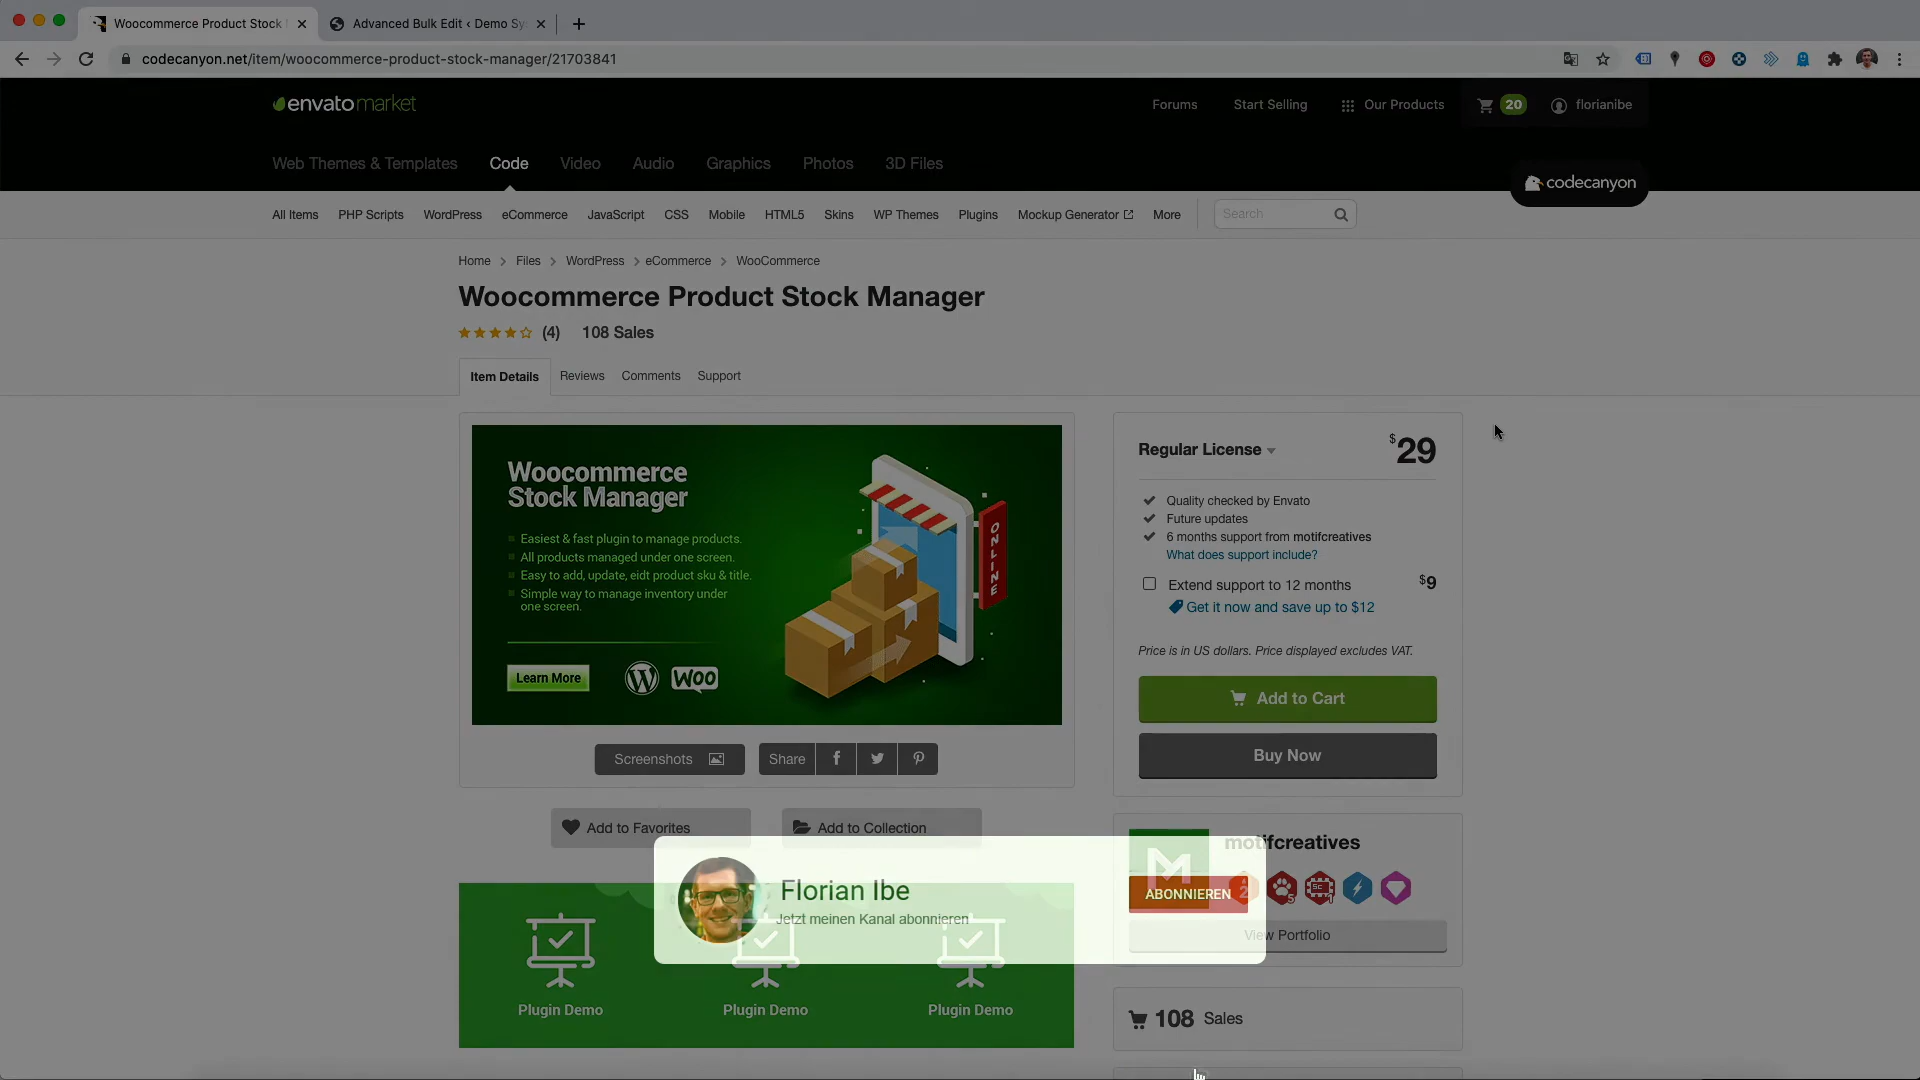 Woocommerce Product Stock
Advanced Bulk Edit ‹ Demo Sy
codecanyon.net/item/woocommerce-product-stock-manager/21703841
envatomarket
Forums
Start Selling
Our Products
20
florianibe
Web Themes & Templates
Code
Video
Audio
Graphics
Photos
3D Files
codecanyon
All Items
PHP Scripts
WordPress
eCommerce
JavaScript
CSS
Mobile
HTML5
Skins
WP Themes
Plugins
Mockup Generator
More
Search
Home
Files
WordPress
eCommerce
WooCommerce
Woocommerce Product Stock Manager
(4)
108 Sales
Item Details
Reviews
Comments
Support
Woocommerce
Stock Manager
Easiest & fast plugin to manage products.
All products managed under one screen.
Easy to add, update, eidt product sku & title.
Simple way to manage inventory under
one screen.
Learn More
WOO
ONLINE
Screenshots
Share
Add to Favorites
Add to Collection
Regular License
$29
Quality checked by Envato
Future updates
6 months support from motifcreatives
What does support include?
Extend support to 12 months
$9
Get it now and save up to $12
Price is in US dollars. Price displayed excludes VAT.
Add to Cart
Buy Now
motifcreatives
Florian Ibe
Jetzt meinen Kanal abonnieren
ABONNIEREN
2
5
SC
1
View Portfolio
Plugin Demo
Plugin Demo
Plugin Demo
108 Sales